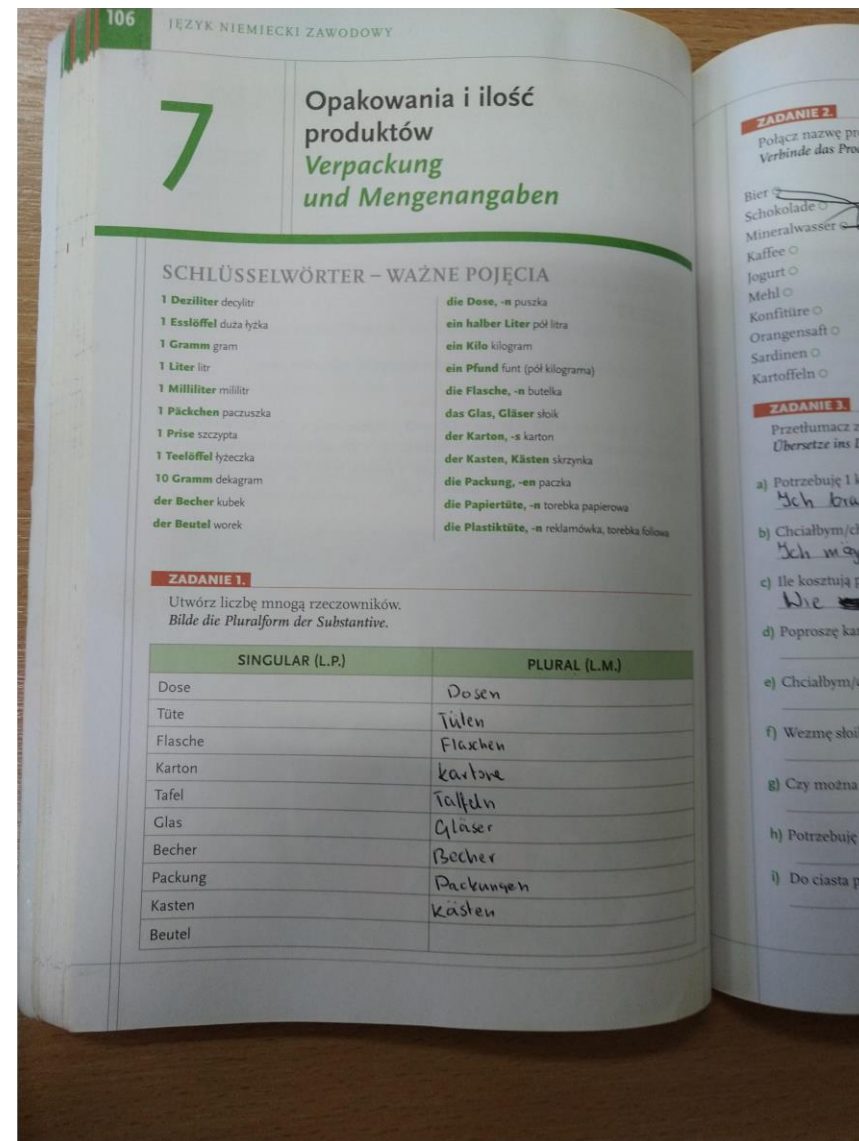 106 JĘZYK NIEMIECKI ZAWODOWY
7
Opakowania i ilość
produktów
Verpackung
und Mengenangaben
SCHLÜSSELWÖRTER – WAŻNE POJĘCIA
1 Deziliter decylitr
1 Esslöffel duża łyżka
1 Gramm gram
1 Liter litr
1 Milliliter mililitr
1 Päckchen paczuszka
1 Prise szczypta
1 Teelöffel łyżeczka
10 Gramm dekagram
der Becher kubek
der Beutel worek
die Dose, -n puszka
ein halber Liter pół litra
ein Kilo kilogram
ein Pfund funt (pół kilograma)
die Flasche, -n butelka
das Glas, Gläser słoik
der Karton, -s karton
der Kasten, Kästen skrzynka
die Packung, -en paczka
die Papiertüte, -n torebka papierowa
die Plastiktüte, -n reklamówka, torebka foliowa
ZADANIE 1.
Utwórz liczbę mnogą rzeczowników.
Bilde die Pluralform der Substantive.
SINGULAR (L.P.) PLURAL (L.M.)
Dose Dosen
Tüte Tüten
Flasche Flaschen
Karton Kartone
Tafel Taffeln
Glas Gläser
Becher Becher
Packung Packungen
Kasten Kästen
Beutel
ZADANIE 2.
Połącz nazwę
Verbinde das
Bier
Schokolade
Mineralwasser
Kaffee
Jogurt
Mehl
Konfitüre
Orangensaft
Sardinen
Kartoffeln
ZADANIE 3.
Przetłumacz z
Übersetze ins
a) Potrzebuję 1
Ich
b) Chciałbym/
Ich
c) Ile kosztują
Wie
d) Poproszę
e) Chciałbym/
f) Wezmę
g) Czy można
h) Potrzebuję
i) Do ciasta